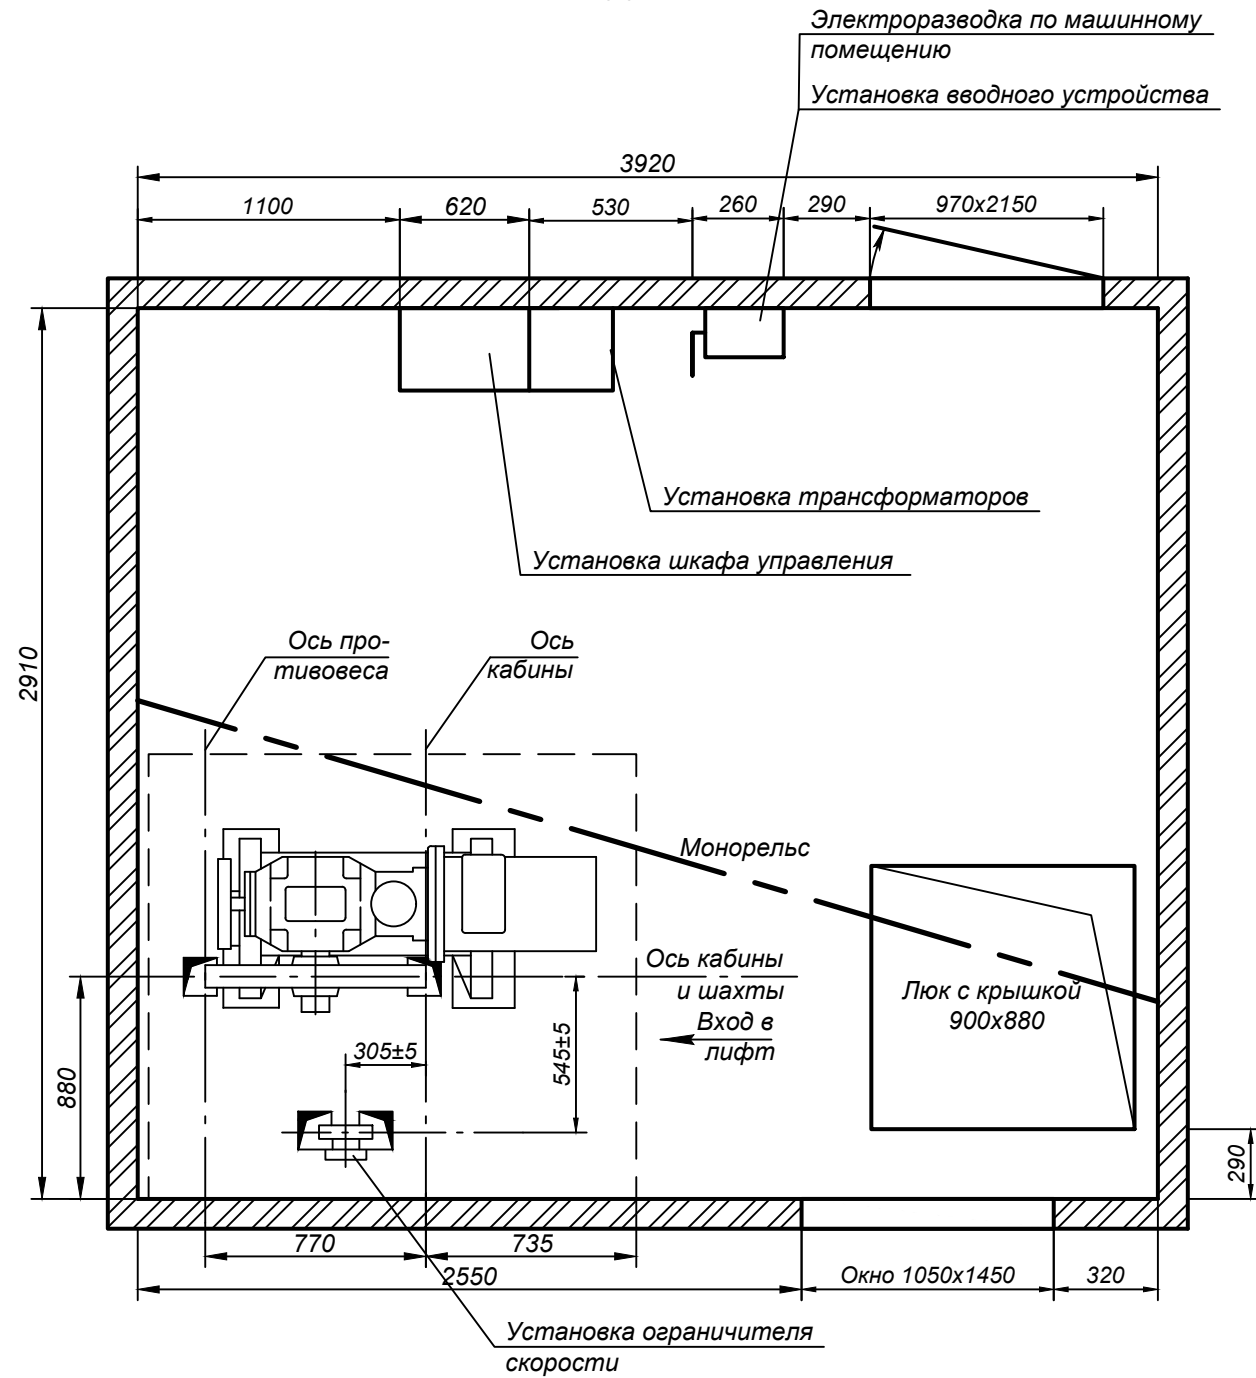 Электроразводка по машинному
помещению
Установка вводного устройства
3920
1100
620
530
260
290
970х2150
2910
Установка трансформаторов
Установка шкафа управления
Ось про-
тивовеса
Ось
кабины
Монорельс
Ось кабины
и шахты
Вход в
лифт
Люк с крышкой
900х880
305±5
545±5
880
290
770
735
2550
Окно 1050х1450
320
Установка ограничителя
скорости